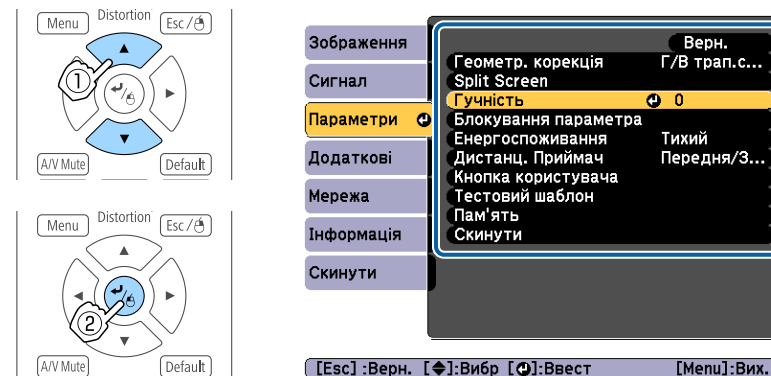 Menu
Distortion
Esc/
1
A/V Mute
Default
Menu
Distortion
Esc/
2
A/V Mute
Default
Зображення
Сигнал
Параметри
Додаткові
Мережа
Інформація
Скинути
Верн.
Геометр. корекція Г/В трап.с...
Split Screen
Гучність 0
Блокування параметра
Енергоспоживання Тихий
Дистанц. Приймач Передня/З...
Кнопка користувача
Тестовий шаблон
Пам'ять
Скинути
[Esc] :Верн. [◆]:Вибр [⏎]:Ввест [Menu]:Вих.